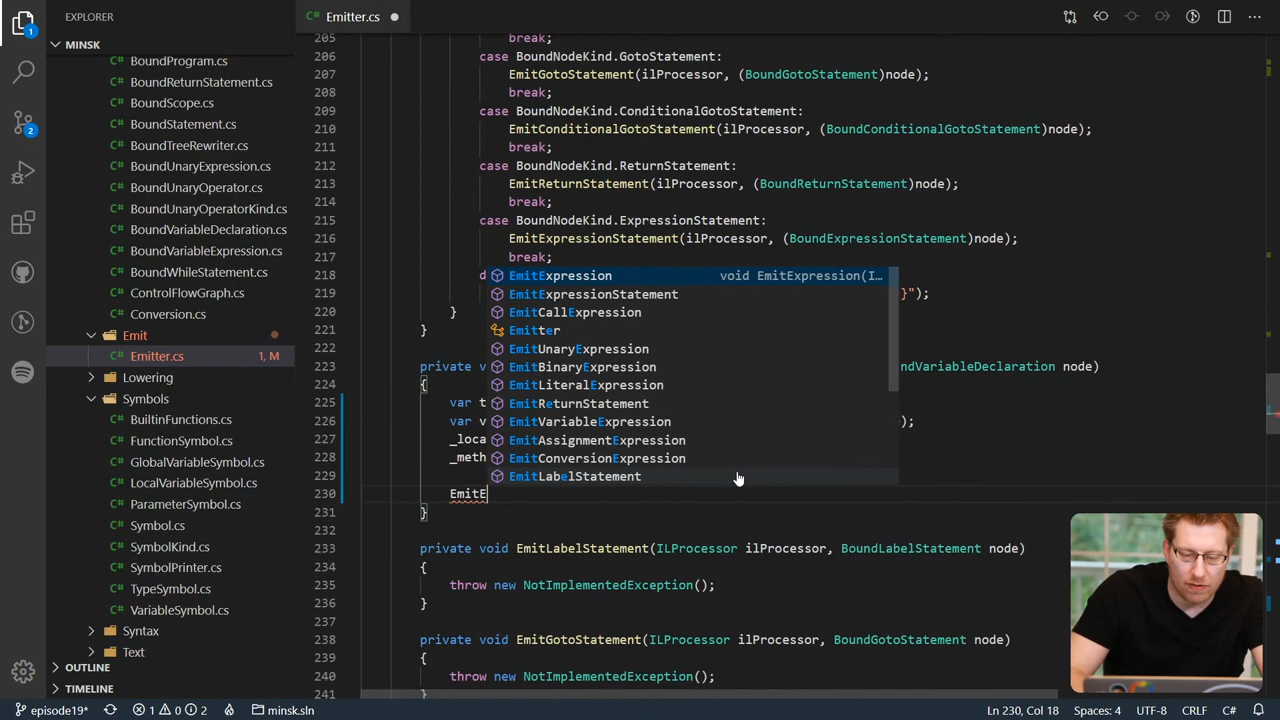 EXPLORER
Emitter.cs
MINSK
BoundProgram.cs
BoundReturnStatement.cs
BoundScope.cs
BoundStatement.cs
BoundTreeRewriter.cs
BoundUnaryExpression.cs
BoundUnaryOperator.cs
BoundUnaryOperatorKind.cs
BoundVariableDeclaration.cs
BoundVariableExpression.cs
BoundWhileStatement.cs
ControlFlowGraph.cs
Conversion.cs
Emit
Emitter.cs 1, M
Lowering
Symbols
BuiltinFunctions.cs
FunctionSymbol.cs
GlobalVariableSymbol.cs
LocalVariableSymbol.cs
ParameterSymbol.cs
Symbol.cs
SymbolKind.cs
SymbolPrinter.cs
TypeSymbol.cs
VariableSymbol.cs
Syntax
Text
OUTLINE
TIMELINE
1
2
205 break;
206 case BoundNodeKind.GotoStatement:
207 EmitGotoStatement(ilProcessor, (BoundGotoStatement)node);
208 break;
209 case BoundNodeKind.ConditionalGotoStatement:
210 EmitConditionalGotoStatement(ilProcessor, (BoundConditionalGotoStatement)node);
211 break;
212 case BoundNodeKind.ReturnStatement:
213 EmitReturnStatement(ilProcessor, (BoundReturnStatement)node);
214 break;
215 case BoundNodeKind.ExpressionStatement:
216 EmitExpressionStatement(ilProcessor, (BoundExpressionStatement)node);
217 break;
218 d
219 }");
220 }
221 }
222
223 private v ndVariableDeclaration node)
224 {
225 var t
226 var v );
227 _loca
228 _meth
229
230 EmitE
231 }
232
233 private void EmitLabelStatement(ILProcessor ilProcessor, BoundLabelStatement node)
234 {
235 throw new NotImplementedException();
236 }
237
238 private void EmitGotoStatement(ILProcessor ilProcessor, BoundGotoStatement node)
239 {
240 throw new NotImplementedException();
241 }
EmitExpression void EmitExpression(I…
EmitExpressionStatement
EmitCallExpression
Emitter
EmitUnaryExpression
EmitBinaryExpression
EmitLiteralExpression
EmitReturnStatement
EmitVariableExpression
EmitAssignmentExpression
EmitConversionExpression
EmitLabelStatement
episode19* 1 0 2 minsk.sln Ln 230, Col 18 Spaces: 4 UTF-8 CRLF C#